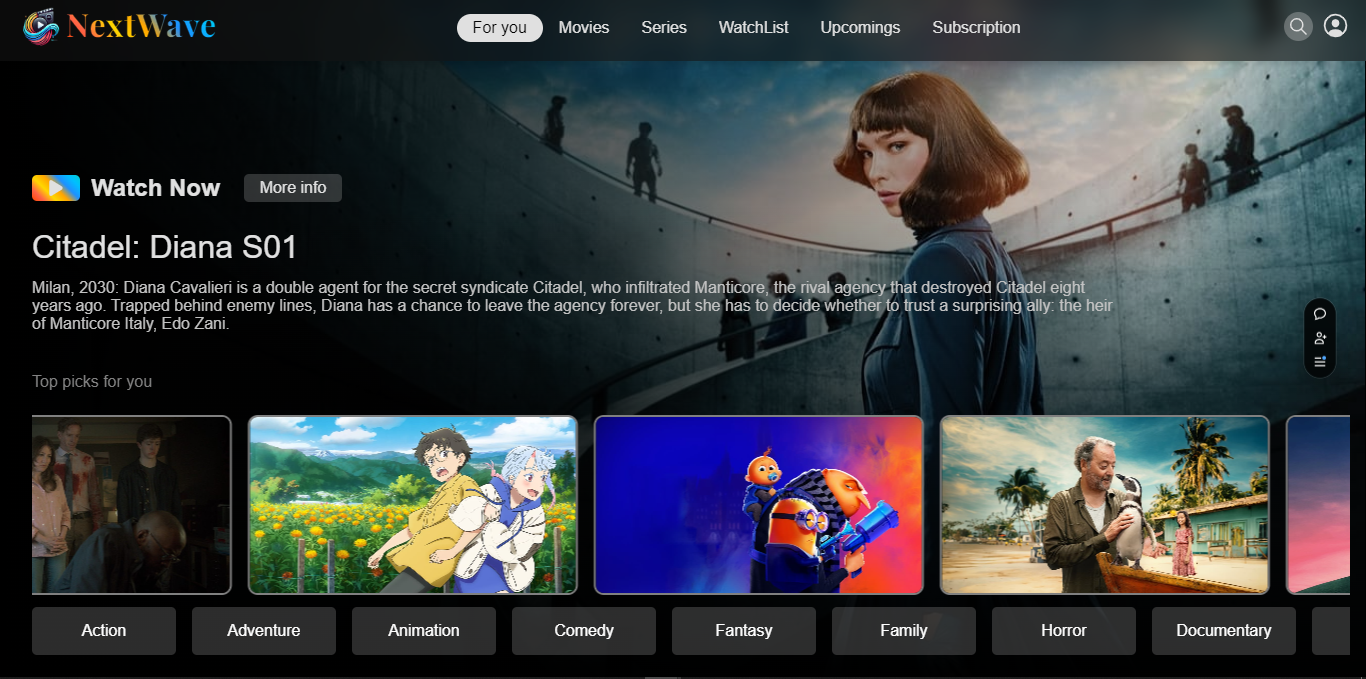 NextWave
For you
Movies
Series
WatchList
Upcomings
Subscription
Watch Now
More info
Citadel: Diana S01
Milan, 2030: Diana Cavalieri is a double agent for the secret syndicate Citadel, who infiltrated Manticore, the rival agency that destroyed Citadel eight
years ago. Trapped behind enemy lines, Diana has a chance to leave the agency forever, but she has to decide whether to trust a surprising ally: the heir
of Manticore Italy, Edo Zani.
Top picks for you
Action
Adventure
Animation
Comedy
Fantasy
Family
Horror
Documentary